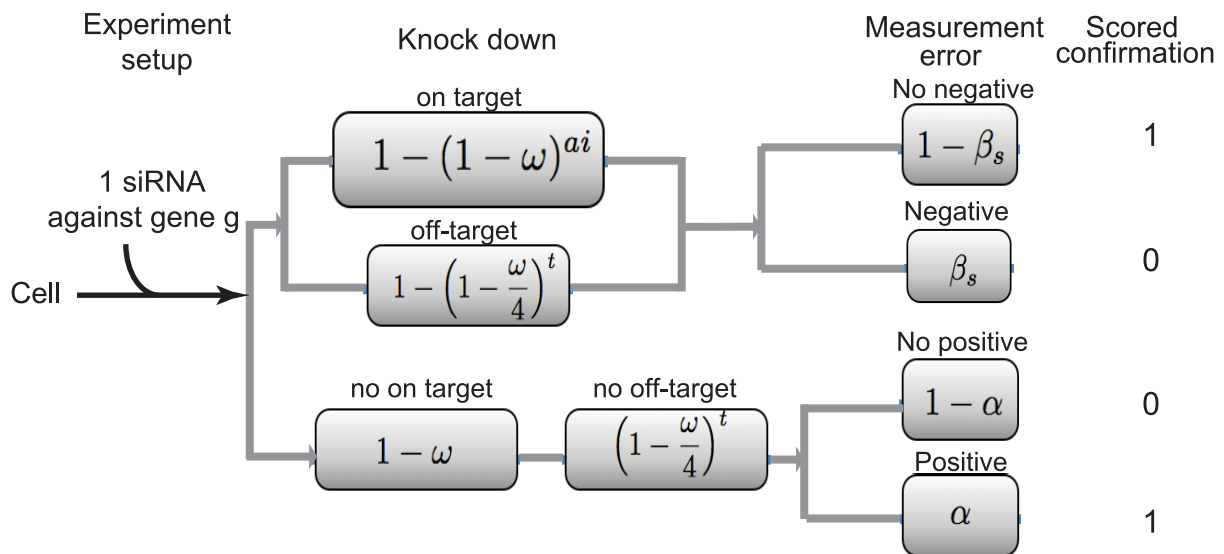 Experiment
setup
Knock down
Measurement
error
Scored
confirmation
on target
1 − (1 − ω)^{ai}
off-target
1 − (1 − ω/4)^t
1 siRNA
against gene g
Cell
no on target
1 − ω
no off-target
(1 − ω/4)^t
No negative
1 − β_s
1
Negative
β_s
0
No positive
1 − α
0
Positive
α
1